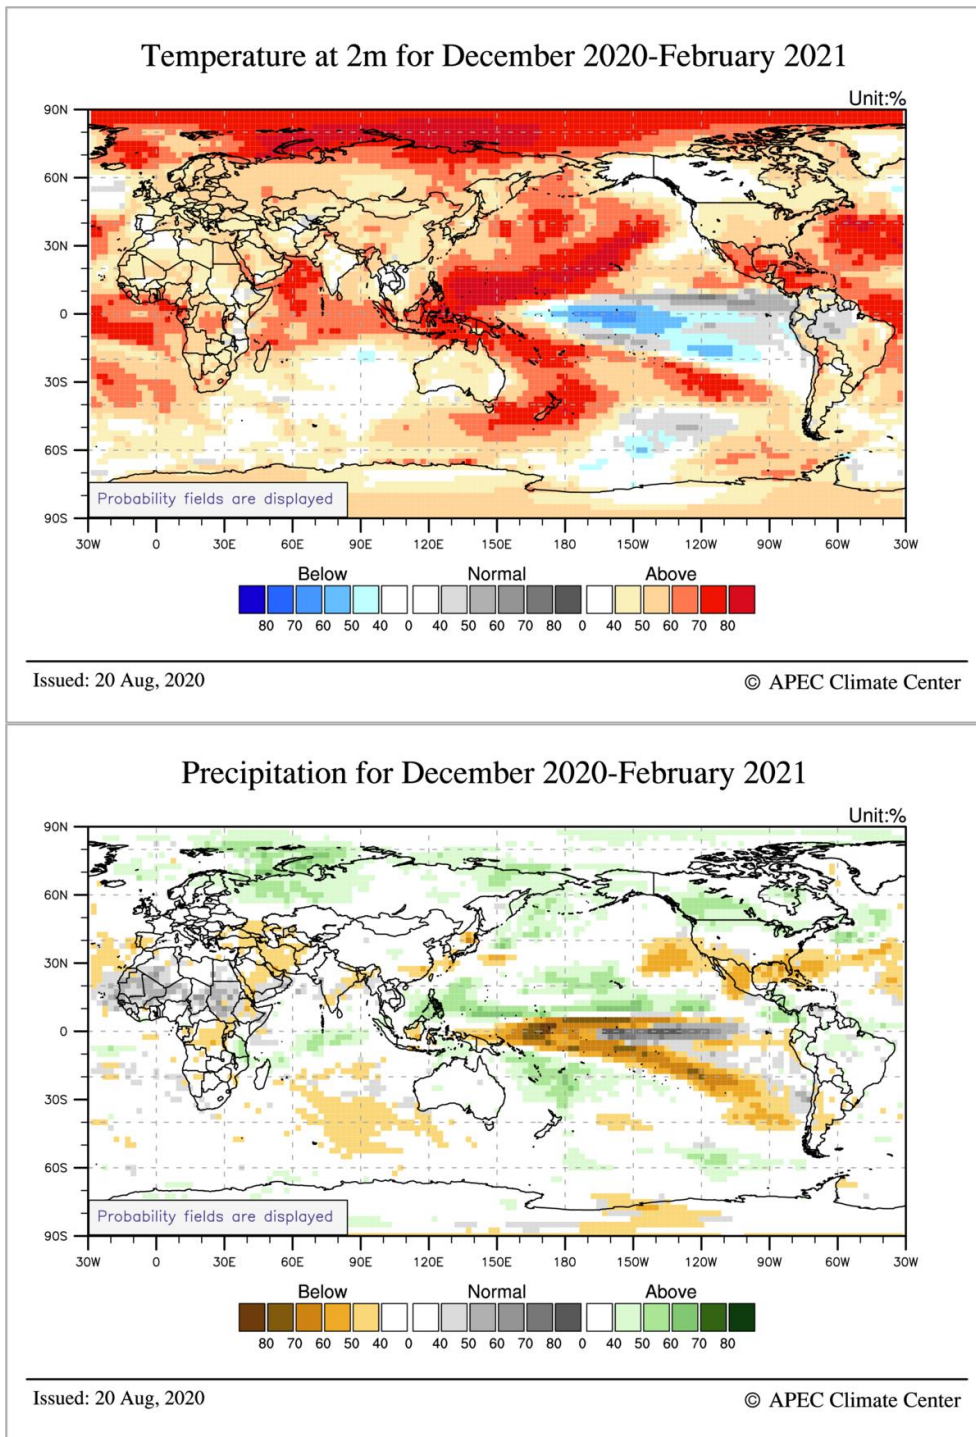 Temperature at 2m for December 2020-February 2021
Unit:%
90N
60N
30N
0
30S
60S
90S
Probability fields are displayed
30W 0 30E 60E 90E 120E 150E 180 150W 120W 90W 60W 30W
Below Normal Above
80 70 60 50 40 0 40 50 60 70 80 0 40 50 60 70 80
Issued: 20 Aug, 2020 © APEC Climate Center
Precipitation for December 2020-February 2021
Unit:%
90N
60N
30N
0
30S
60S
90S
Probability fields are displayed
30W 0 30E 60E 90E 120E 150E 180 150W 120W 90W 60W 30W
Below Normal Above
80 70 60 50 40 0 40 50 60 70 80 0 40 50 60 70 80
Issued: 20 Aug, 2020 © APEC Climate Center